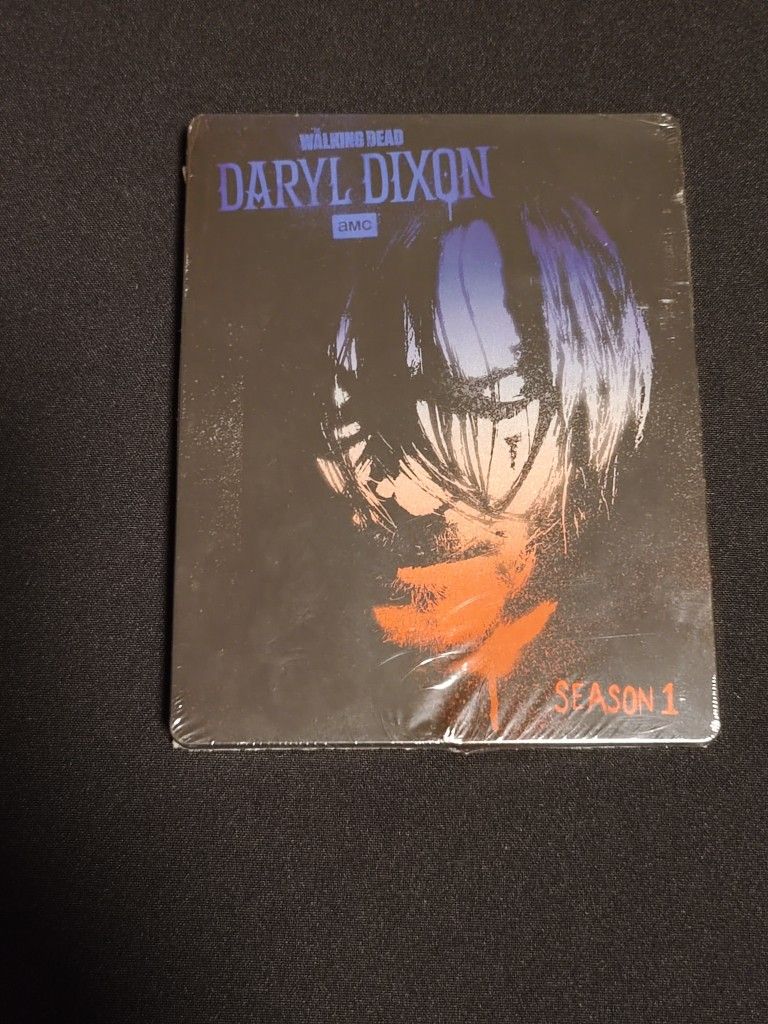 THE
WALKING DEAD
DARYL DIXON
amc
SEASON 1